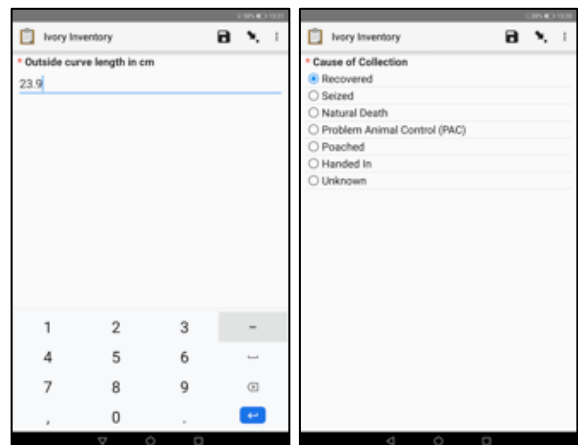 Ivory Inventory
* Outside curve length in cm
23.9
1 2 3 -
4 5 6
7 8 9
, 0 .
Ivory Inventory
* Cause of Collection
Recovered
Seized
Natural Death
Problem Animal Control (PAC)
Poached
Handed In
Unknown